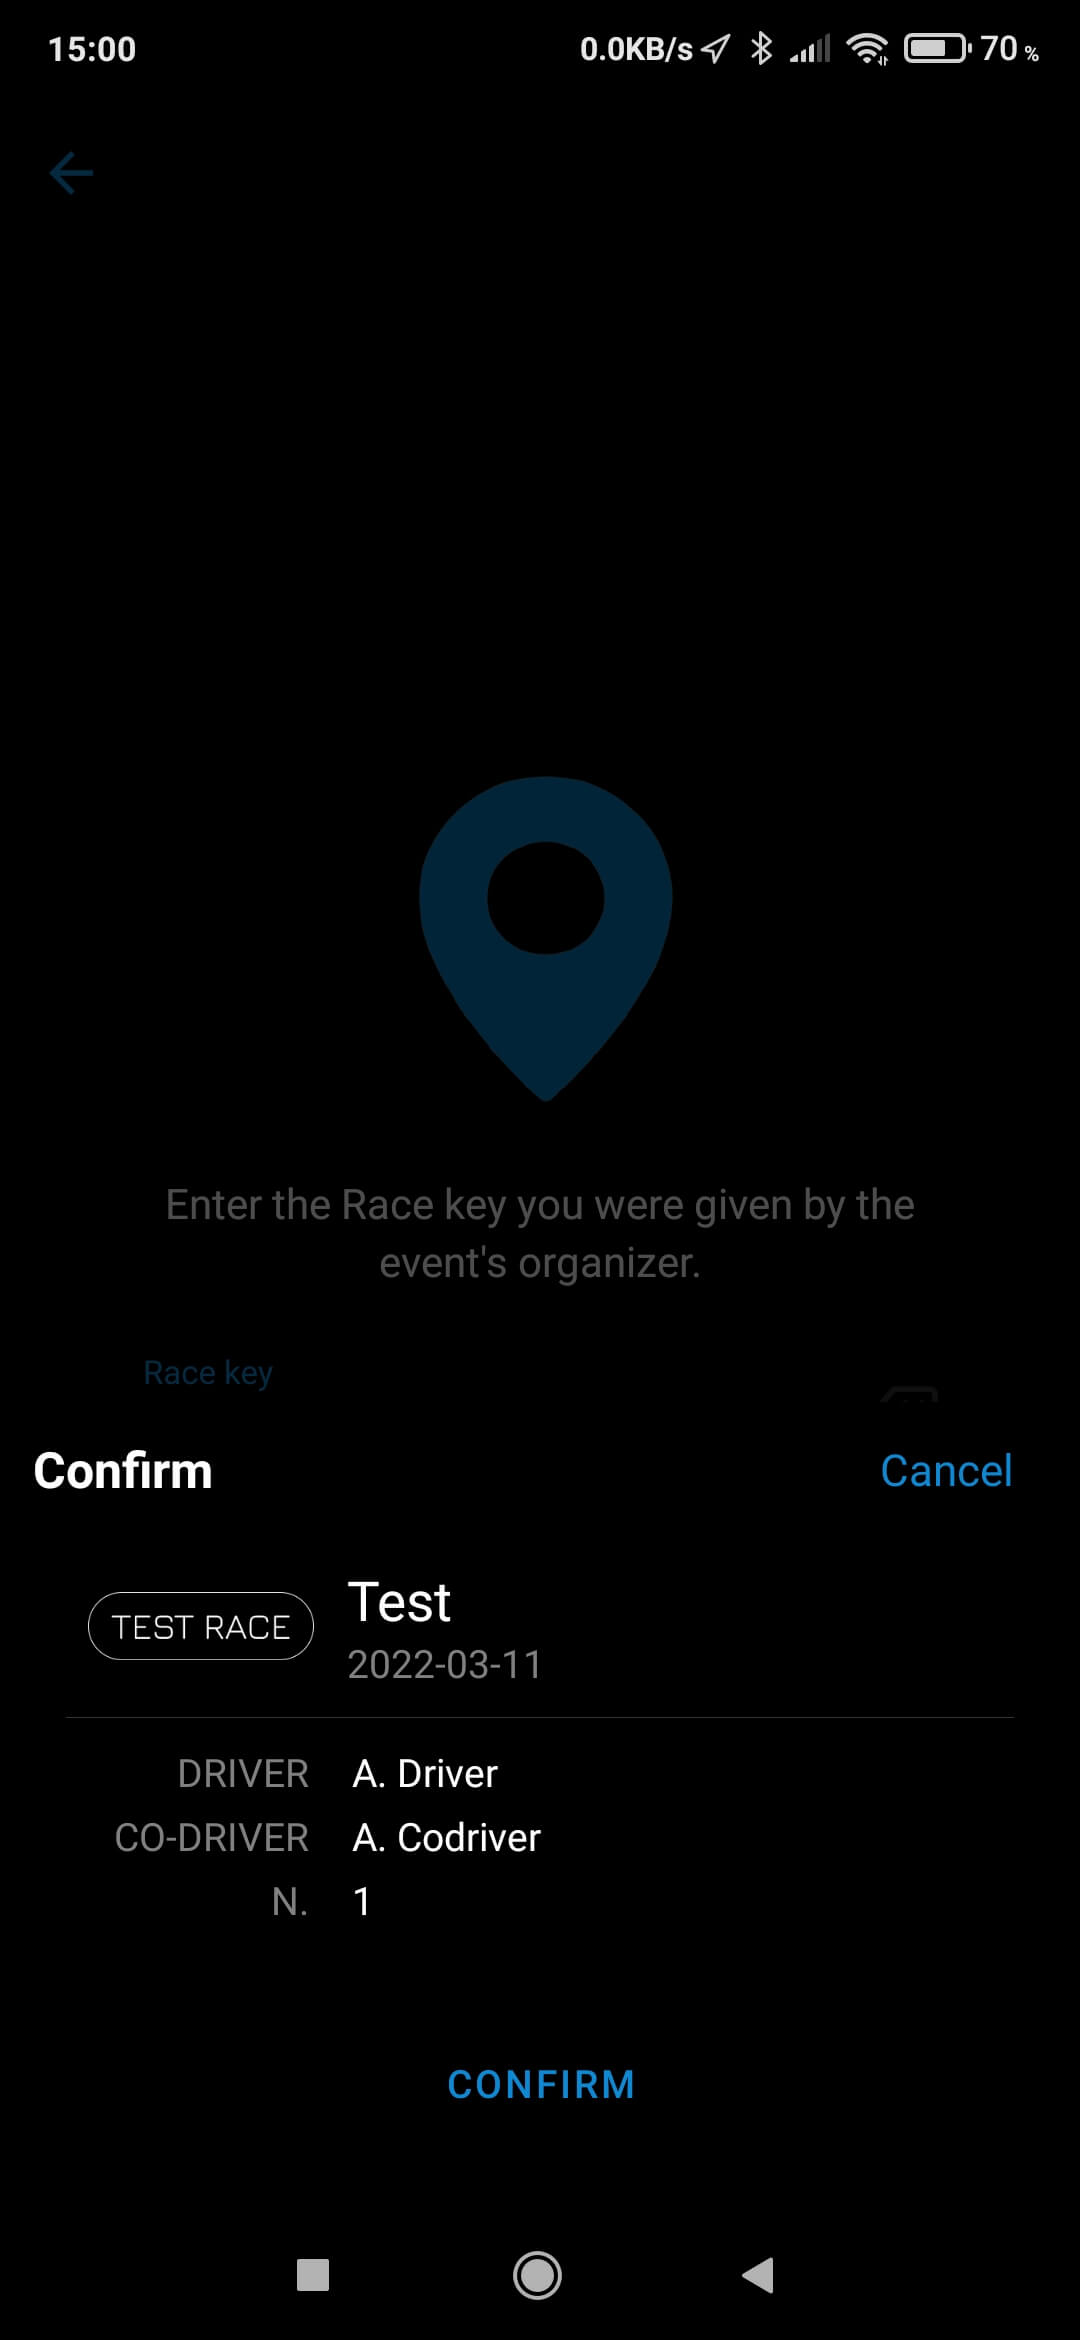 15:00 0.0KB/s 70 %
Enter the Race key you were given by the
event's organizer.
Race key
Confirm Cancel
TEST RACE Test
2022-03-11
DRIVER A. Driver
CO-DRIVER A. Codriver
N. 1
CONFIRM